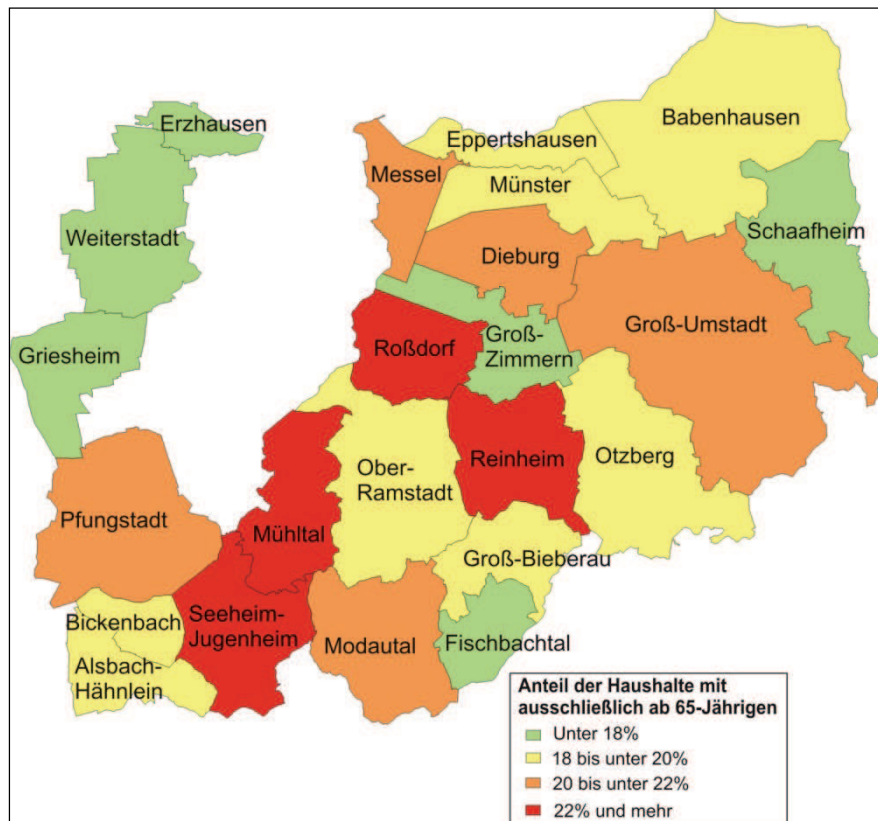 Erzhausen
Babenhausen
Eppertshausen
Messel
Münster
Weiterstadt
Schaafheim
Dieburg
Groß-Umstadt
Griesheim
Roßdorf
Groß-
Zimmern
Reinheim
Otzberg
Ober-
Ramstadt
Pfungstadt
Mühltal
Groß-Bieberau
Bickenbach
Seeheim-
Jugenheim
Modautal
Fischbachtal
Alsbach-
Hähnlein
Anteil der Haushalte mit
ausschließlich ab 65-Jährigen
Unter 18%
18 bis unter 20%
20 bis unter 22%
22% und mehr